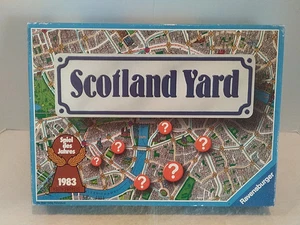 Scotland Yard
Spiel
des
Jahres
1983
?
?
?
?
?
Ravensburger